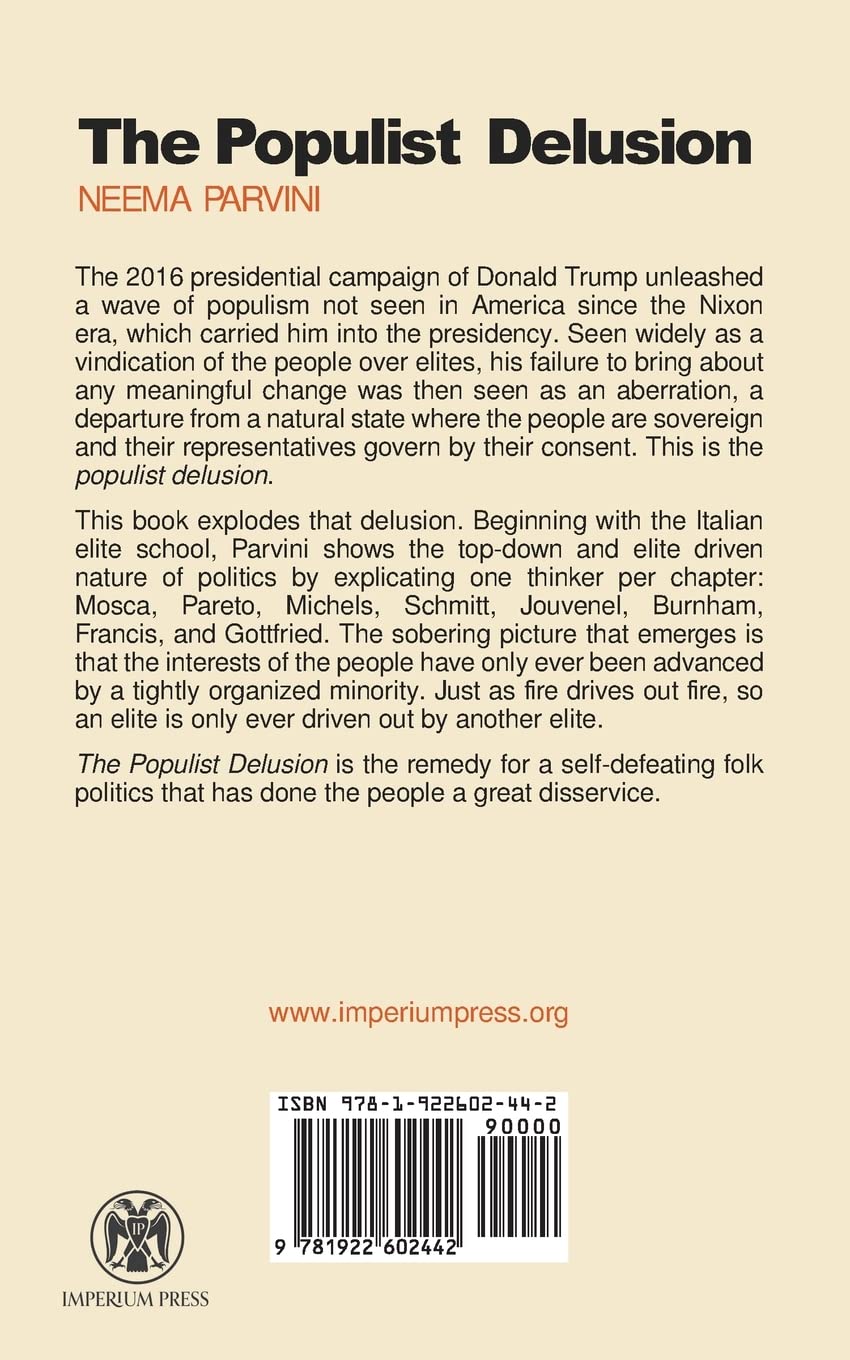 The Populist Delusion
NEEMA PARVINI
The 2016 presidential campaign of Donald Trump unleashed
a wave of populism not seen in America since the Nixon
era, which carried him into the presidency. Seen widely as a
vindication of the people over elites, his failure to bring about
any meaningful change was then seen as an aberration, a
departure from a natural state where the people are sovereign
and their representatives govern by their consent. This is the
populist delusion.
This book explodes that delusion. Beginning with the Italian
elite school, Parvini shows the top-down and elite driven
nature of politics by explicating one thinker per chapter:
Mosca, Pareto, Michels, Schmitt, Jouvenel, Burnham,
Francis, and Gottfried. The sobering picture that emerges is
that the interests of the people have only ever been advanced
by a tightly organized minority. Just as fire drives out fire, so
an elite is only ever driven out by another elite.
The Populist Delusion is the remedy for a self-defeating folk
politics that has done the people a great disservice.
www.imperiumpress.org
ISBN 978-1-922602-44-2
90000
9 781922 602442
IP
IMPERIUM PRESS